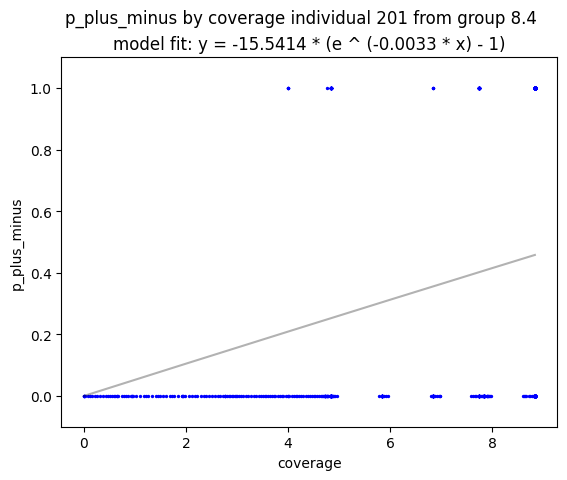 p_plus_minus by coverage individual 201 from group 8.4
model fit: y = -15.5414 * (e ^ (-0.0033 * x) - 1)
1.0
0.8
0.6
0.4
0.2
0.0
p_plus_minus
0 2 4 6 8
coverage